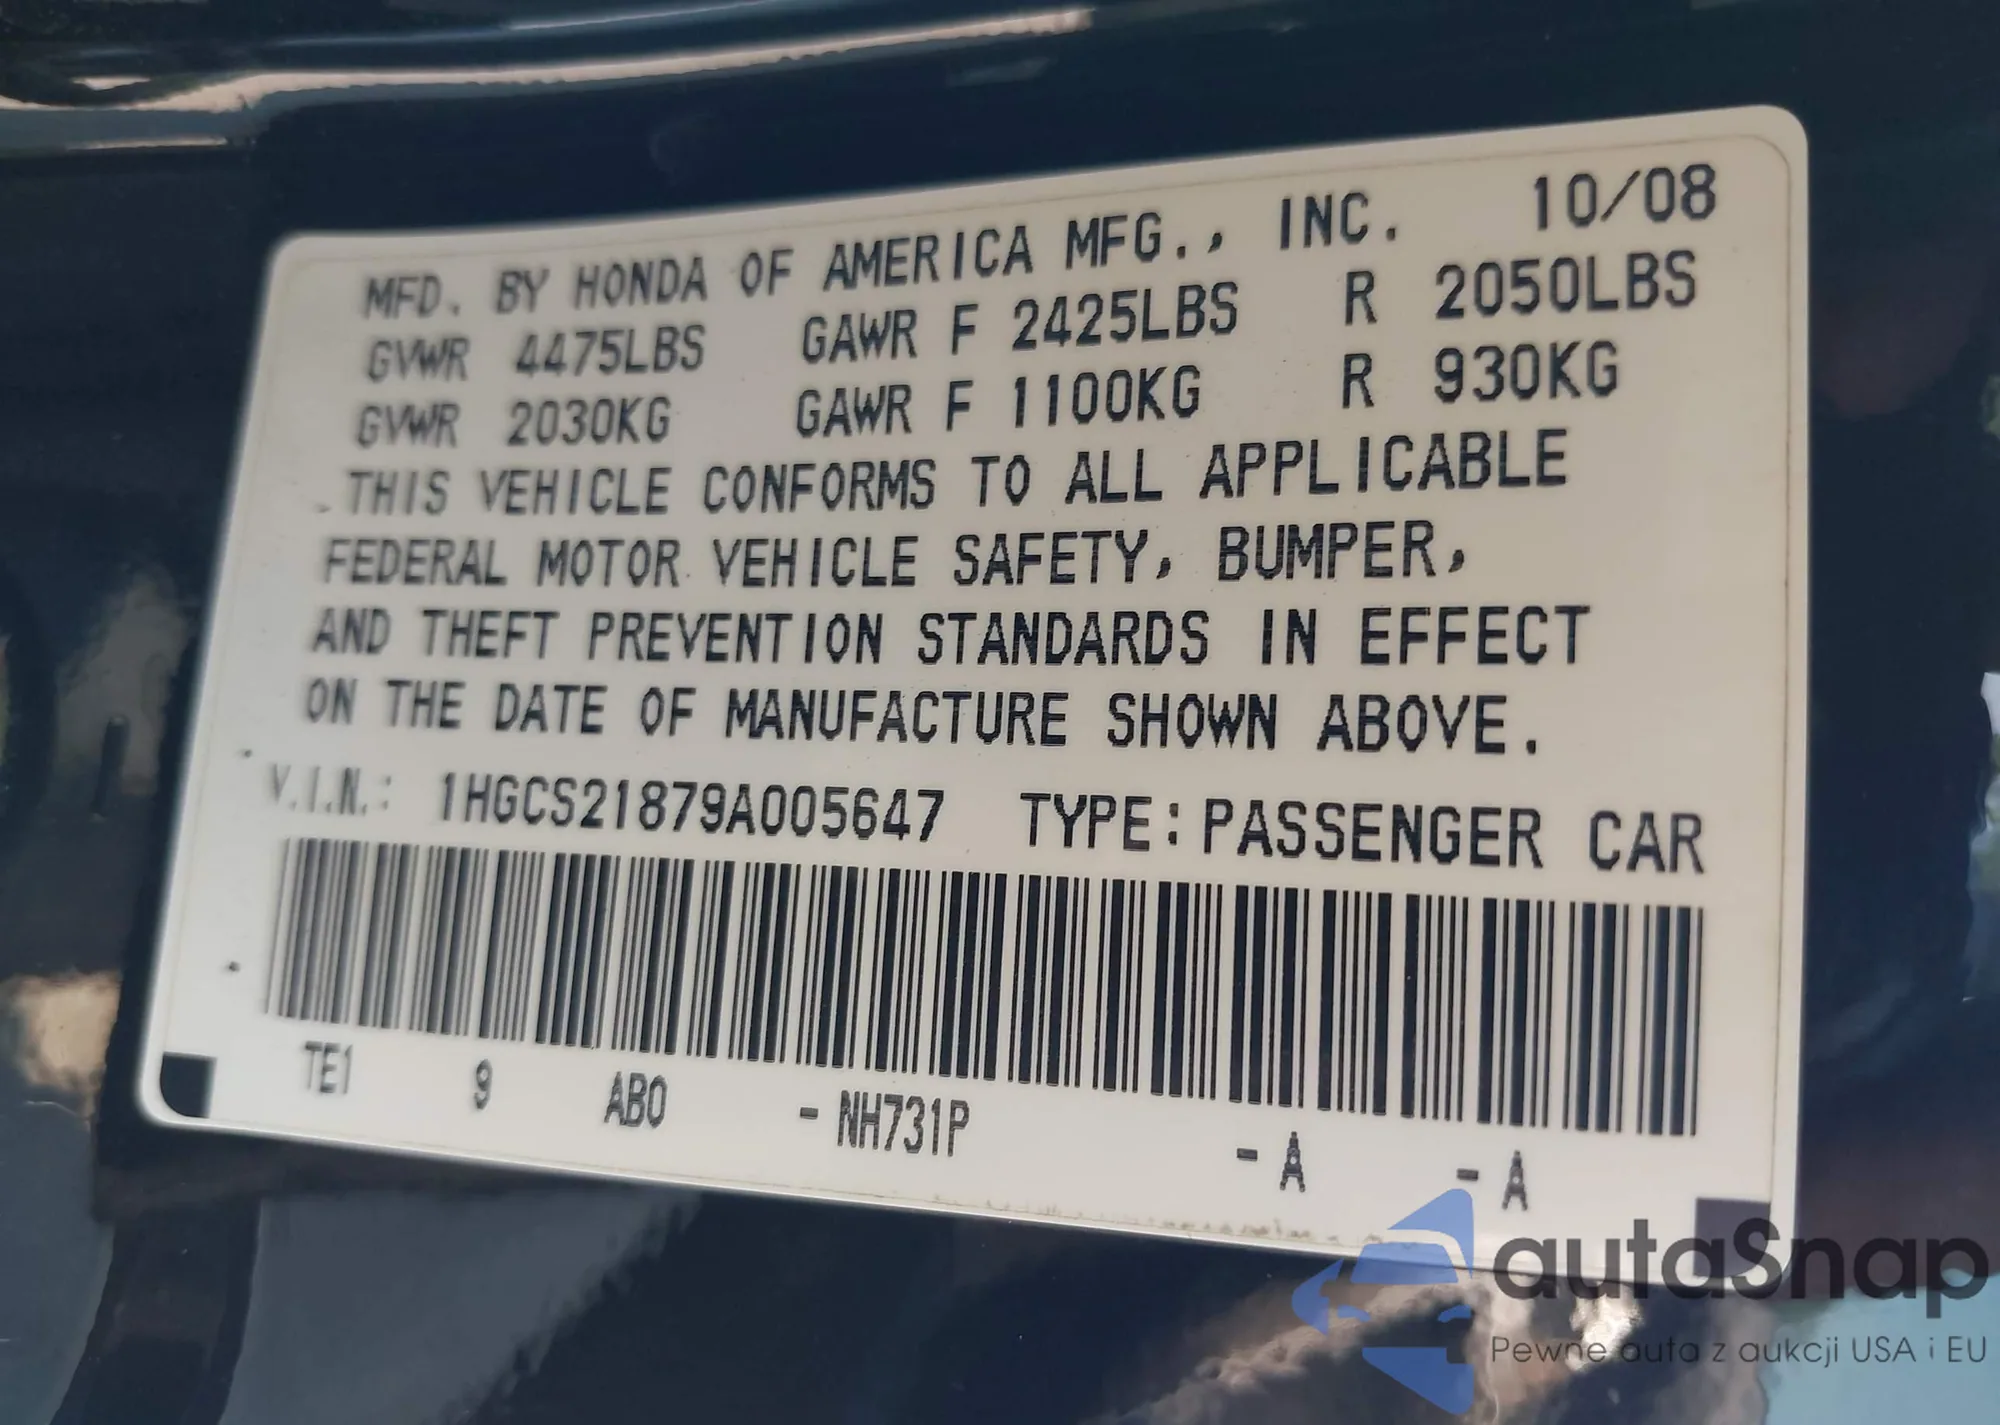 MFD. BY HONDA OF AMERICA MFG., INC. 10/08
GVWR 4475LBS GAWR F 2425LBS R 2050LBS
GVWR 2030KG GAWR F 1100KG R 930KG
THIS VEHICLE CONFORMS TO ALL APPLICABLE
FEDERAL MOTOR VEHICLE SAFETY, BUMPER,
AND THEFT PREVENTION STANDARDS IN EFFECT
ON THE DATE OF MANUFACTURE SHOWN ABOVE.
V.I.N.: 1HGCS21879A005647 TYPE: PASSENGER CAR
TE1 9 AB0 - NH731P - A - A
autaSnap
Pewne auta z aukcji USA i EU